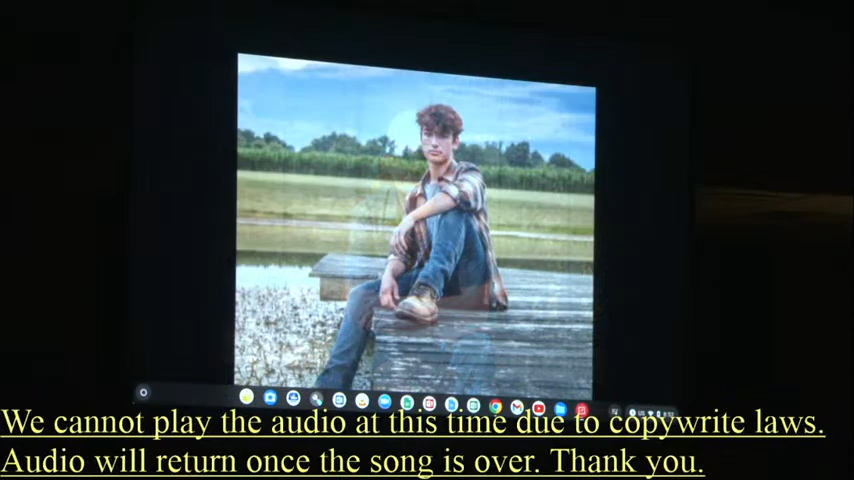 We cannot play the audio at this time due to copywrite laws.
Audio will return once the song is over. Thank you.